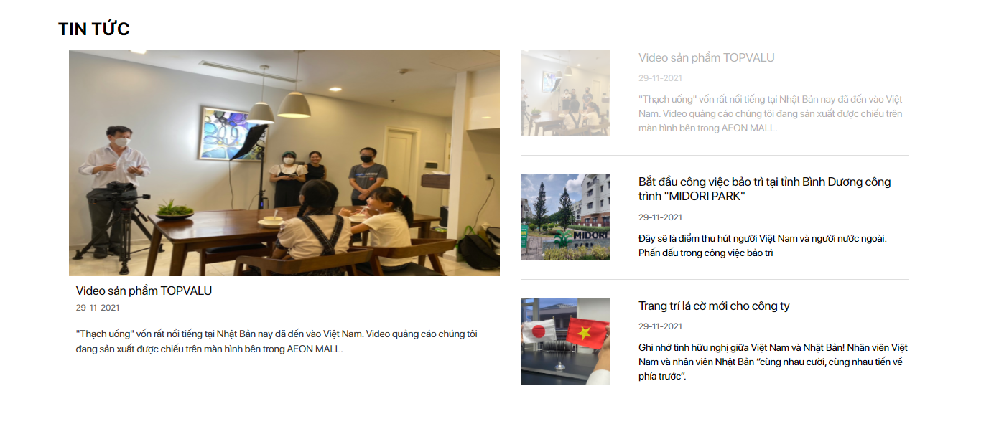 TIN TỨC
Video sản phẩm TOPVALU
29-11-2021
"Thạch uống" vốn rất nổi tiếng tại Nhật Bản nay đã đến vào Việt Nam. Video quảng cáo chúng tôi
đang sản xuất được chiếu trên màn hình bên trong AEON MALL.
Video sản phẩm TOPVALU
29-11-2021
"Thạch uống" vốn rất nổi tiếng tại Nhật Bản nay đã đến vào Việt
Nam. Video quảng cáo chúng tôi đang sản xuất được chiếu trên
màn hình bên trong AEON MALL.
MIDORI
PARK
Bắt đầu công việc bảo trì tại tỉnh Bình Dương công
trình "MIDORI PARK"
29-11-2021
Đây sẽ là điểm thu hút người Việt Nam và người nước ngoài.
Phấn đấu trong công việc bảo trì
Trang trí lá cờ mới cho công ty
29-11-2021
Ghi nhớ tình hữu nghị giữa Việt Nam và Nhật Bản! Nhân viên Việt
Nam và nhân viên Nhật Bản “cùng nhau cười, cùng nhau tiến về
phía trước”.